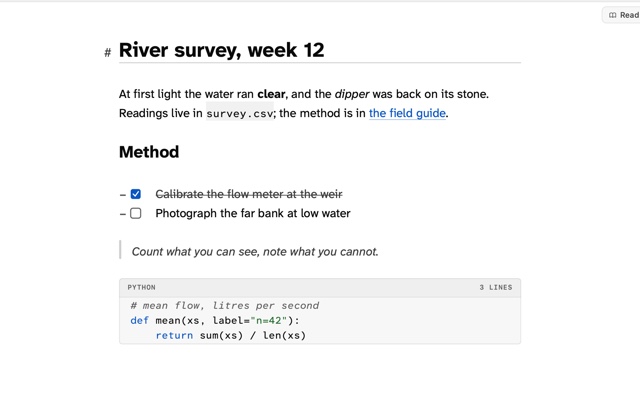 Read
# River survey, week 12
At first light the water ran clear, and the dipper was back on its stone.
Readings live in survey.csv; the method is in the field guide.
Method
– Calibrate the flow meter at the weir
– Photograph the far bank at low water
Count what you can see, note what you cannot.
PYTHON 3 LINES
# mean flow, litres per second
def mean(xs, label="n=42"):
    return sum(xs) / len(xs)